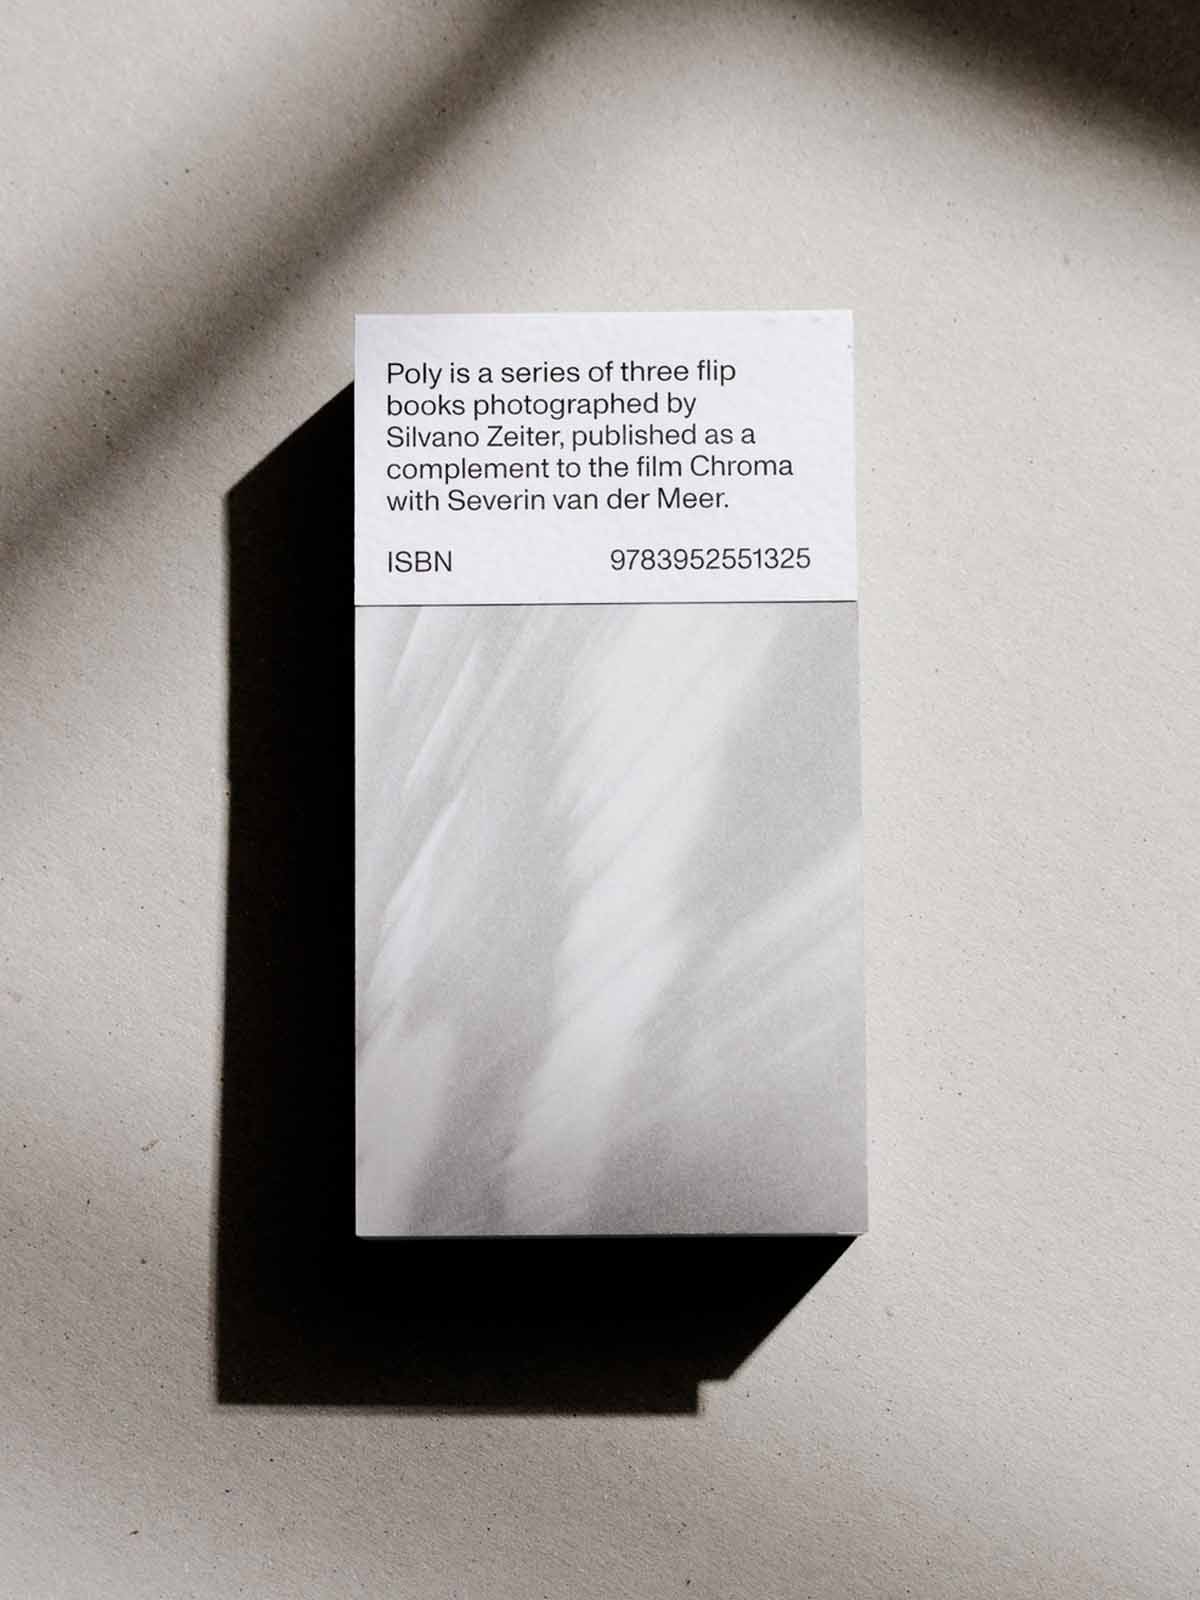 Poly is a series of three flip
books photographed by
Silvano Zeiter, published as a
complement to the film Chroma
with Severin van der Meer.
ISBN 9783952551325